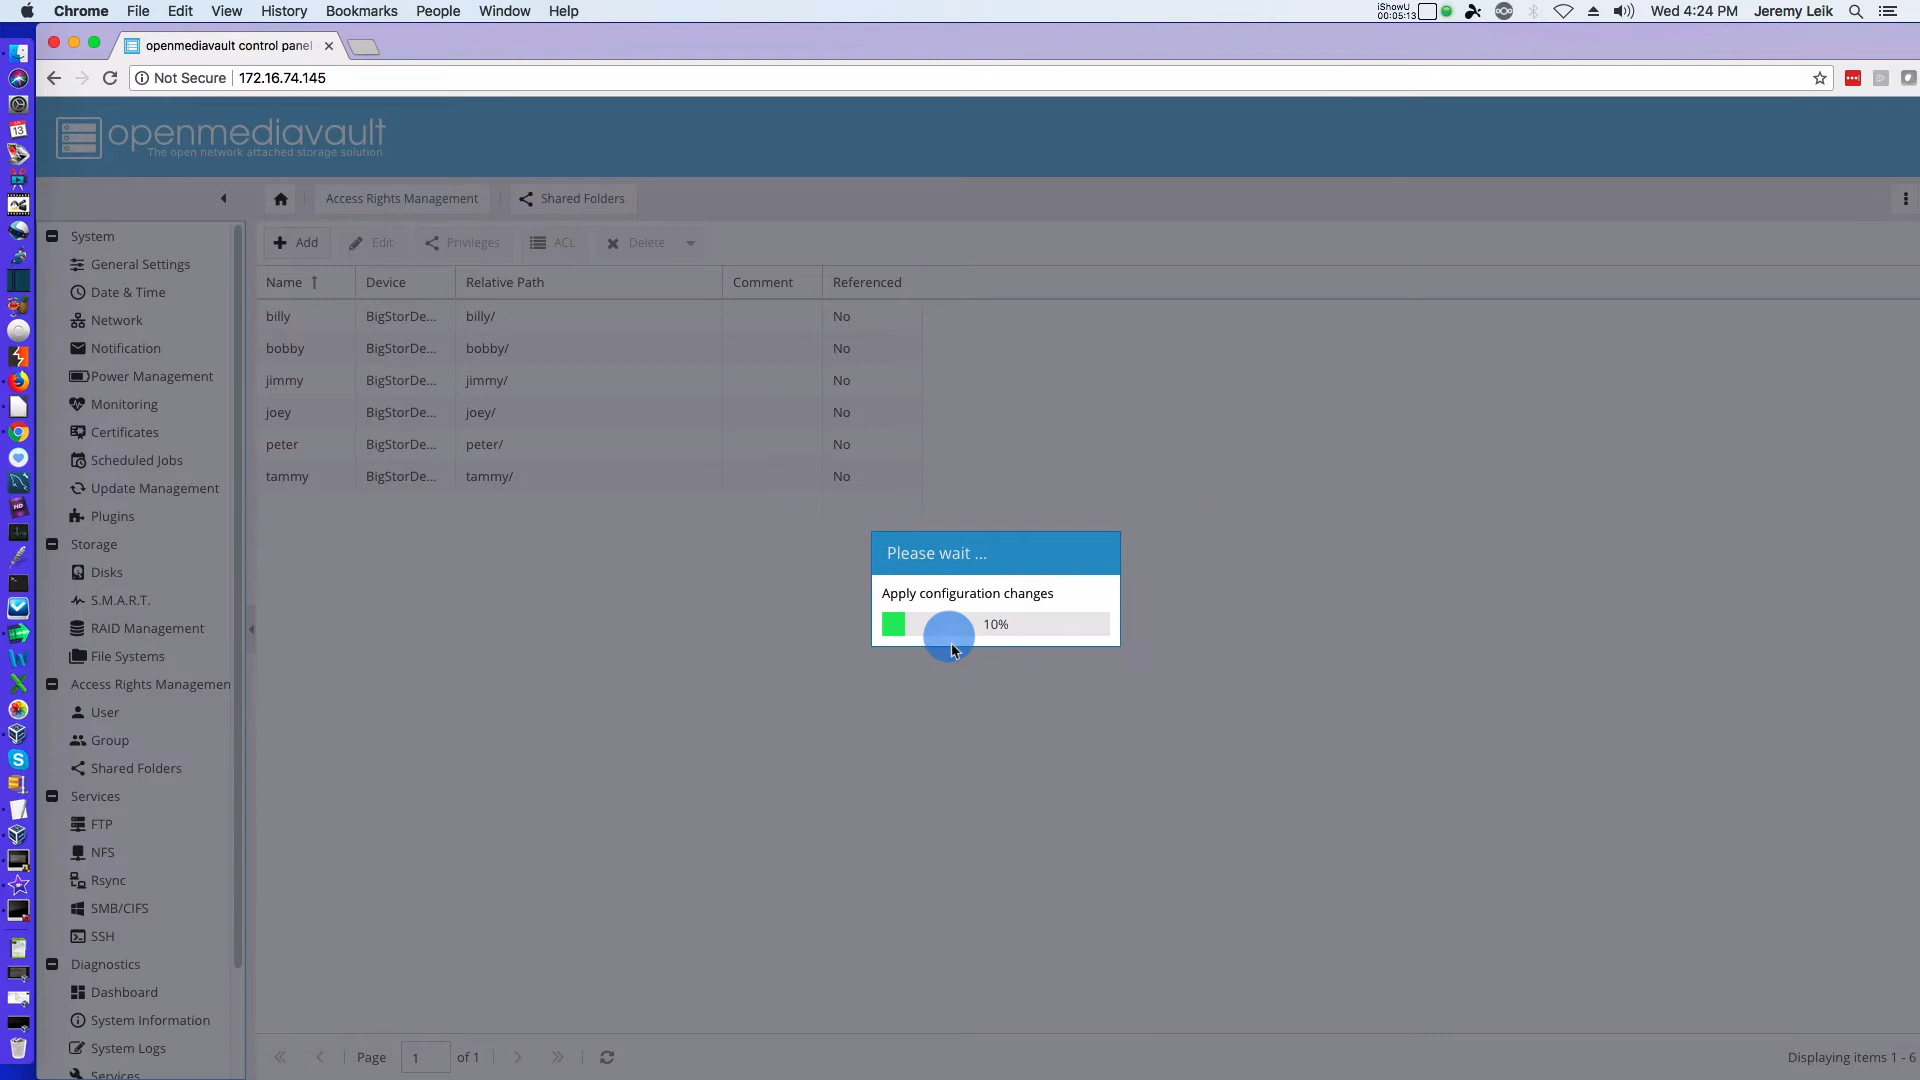 Chrome File Edit View History Bookmarks People Window Help iShowU 00:05:13 Wed 4:24 PM Jeremy Leik
openmediavault control panel
Not Secure 172.16.74.145
openmediavault
The open network attached storage solution
Access Rights Management Shared Folders
Add Edit Privileges ACL Delete
System
General Settings
Date & Time
Network
Notification
Power Management
Monitoring
Certificates
Scheduled Jobs
Update Management
Plugins
Storage
Disks
S.M.A.R.T.
RAID Management
File Systems
Access Rights Managemen
User
Group
Shared Folders
Services
FTP
NFS
Rsync
SMB/CIFS
SSH
Diagnostics
Dashboard
System Information
System Logs
Services
Name Device Relative Path Comment Referenced
billy BigStorDe... billy/ No
bobby BigStorDe... bobby/ No
jimmy BigStorDe... jimmy/ No
joey BigStorDe... joey/ No
peter BigStorDe... peter/ No
tammy BigStorDe... tammy/ No
Please wait ...
Apply configuration changes
10%
Page 1 of 1
Displaying items 1 - 6